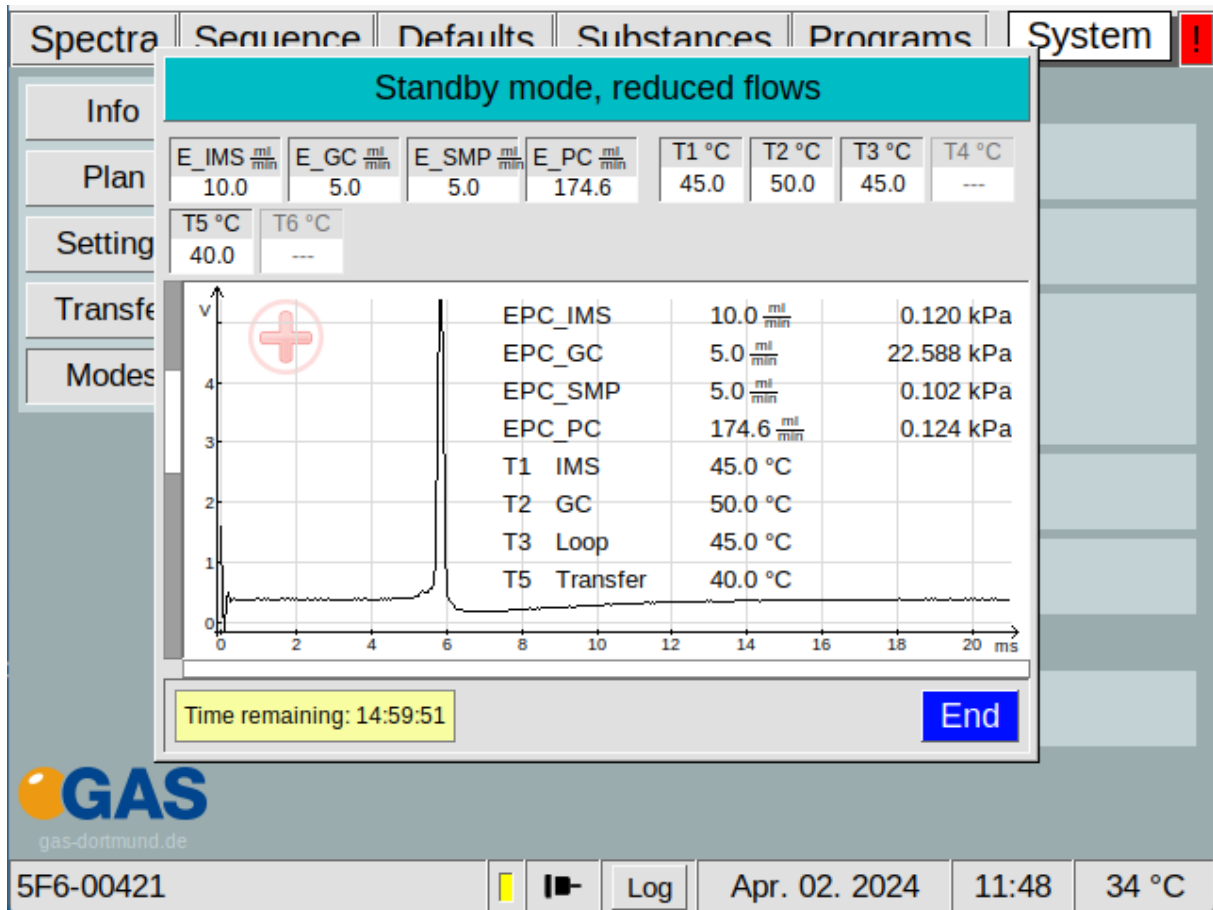 Spectra Sequence Defaults Substances Programs System !
Standby mode, reduced flows
Info
Plan
Setting
Transfe
Modes
E_IMS ml/min E_GC ml/min E_SMP ml/min E_PC ml/min T1 °C T2 °C T3 °C T4 °C
10.0 5.0 5.0 174.6 45.0 50.0 45.0 ---
T5 °C T6 °C
40.0 ---
V
4
3
2
1
0
0 2 4 6 8 10 12 14 16 18 20 ms
EPC_IMS 10.0 ml/min 0.120 kPa
EPC_GC 5.0 ml/min 22.588 kPa
EPC_SMP 5.0 ml/min 0.102 kPa
EPC_PC 174.6 ml/min 0.124 kPa
T1 IMS 45.0 °C
T2 GC 50.0 °C
T3 Loop 45.0 °C
T5 Transfer 40.0 °C
Time remaining: 14:59:51
End
GAS
gas-dortmund.de
5F6-00421 Log Apr. 02. 2024 11:48 34 °C